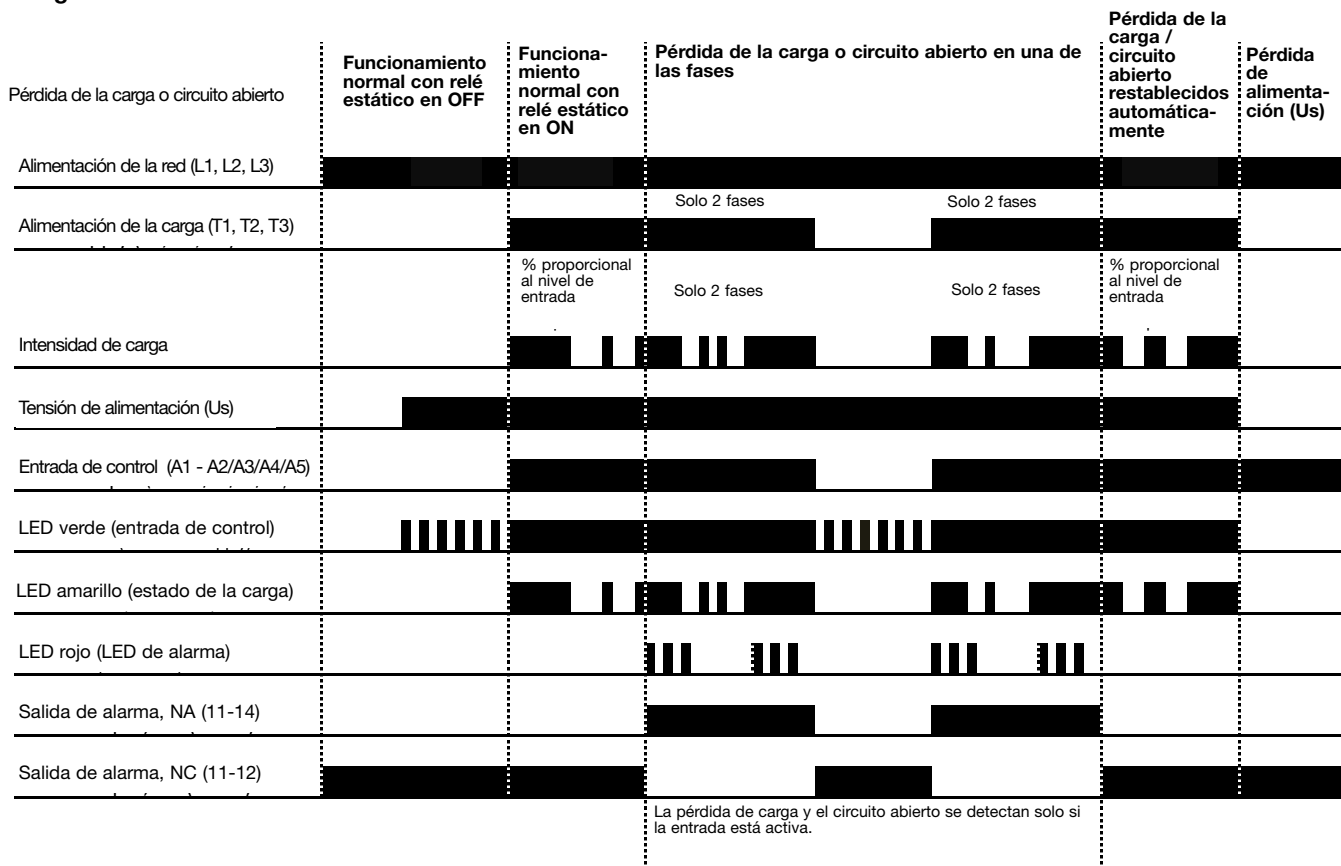 Pérdida de la carga o circuito abierto
Funcionamiento
normal con relé
estático en OFF
Funciona-
miento
normal con
relé estático
en ON
Pérdida de la carga o circuito abierto en una de
las fases
Pérdida de la
carga /
circuito
abierto
restablecidos
automática-
mente
Pérdida
de
alimenta-
ción (Us)
Alimentación de la red (L1, L2, L3)
Solo 2 fases
Solo 2 fases
Alimentación de la carga (T1, T2, T3)
% proporcional
al nivel de
entrada
Solo 2 fases
Solo 2 fases
% proporcional
al nivel de
entrada
Intensidad de carga
Tensión de alimentación (Us)
Entrada de control (A1 - A2/A3/A4/A5)
LED verde (entrada de control)
LED amarillo (estado de la carga)
LED rojo (LED de alarma)
Salida de alarma, NA (11-14)
Salida de alarma, NC (11-12)
La pérdida de carga y el circuito abierto se detectan solo si
la entrada está activa.